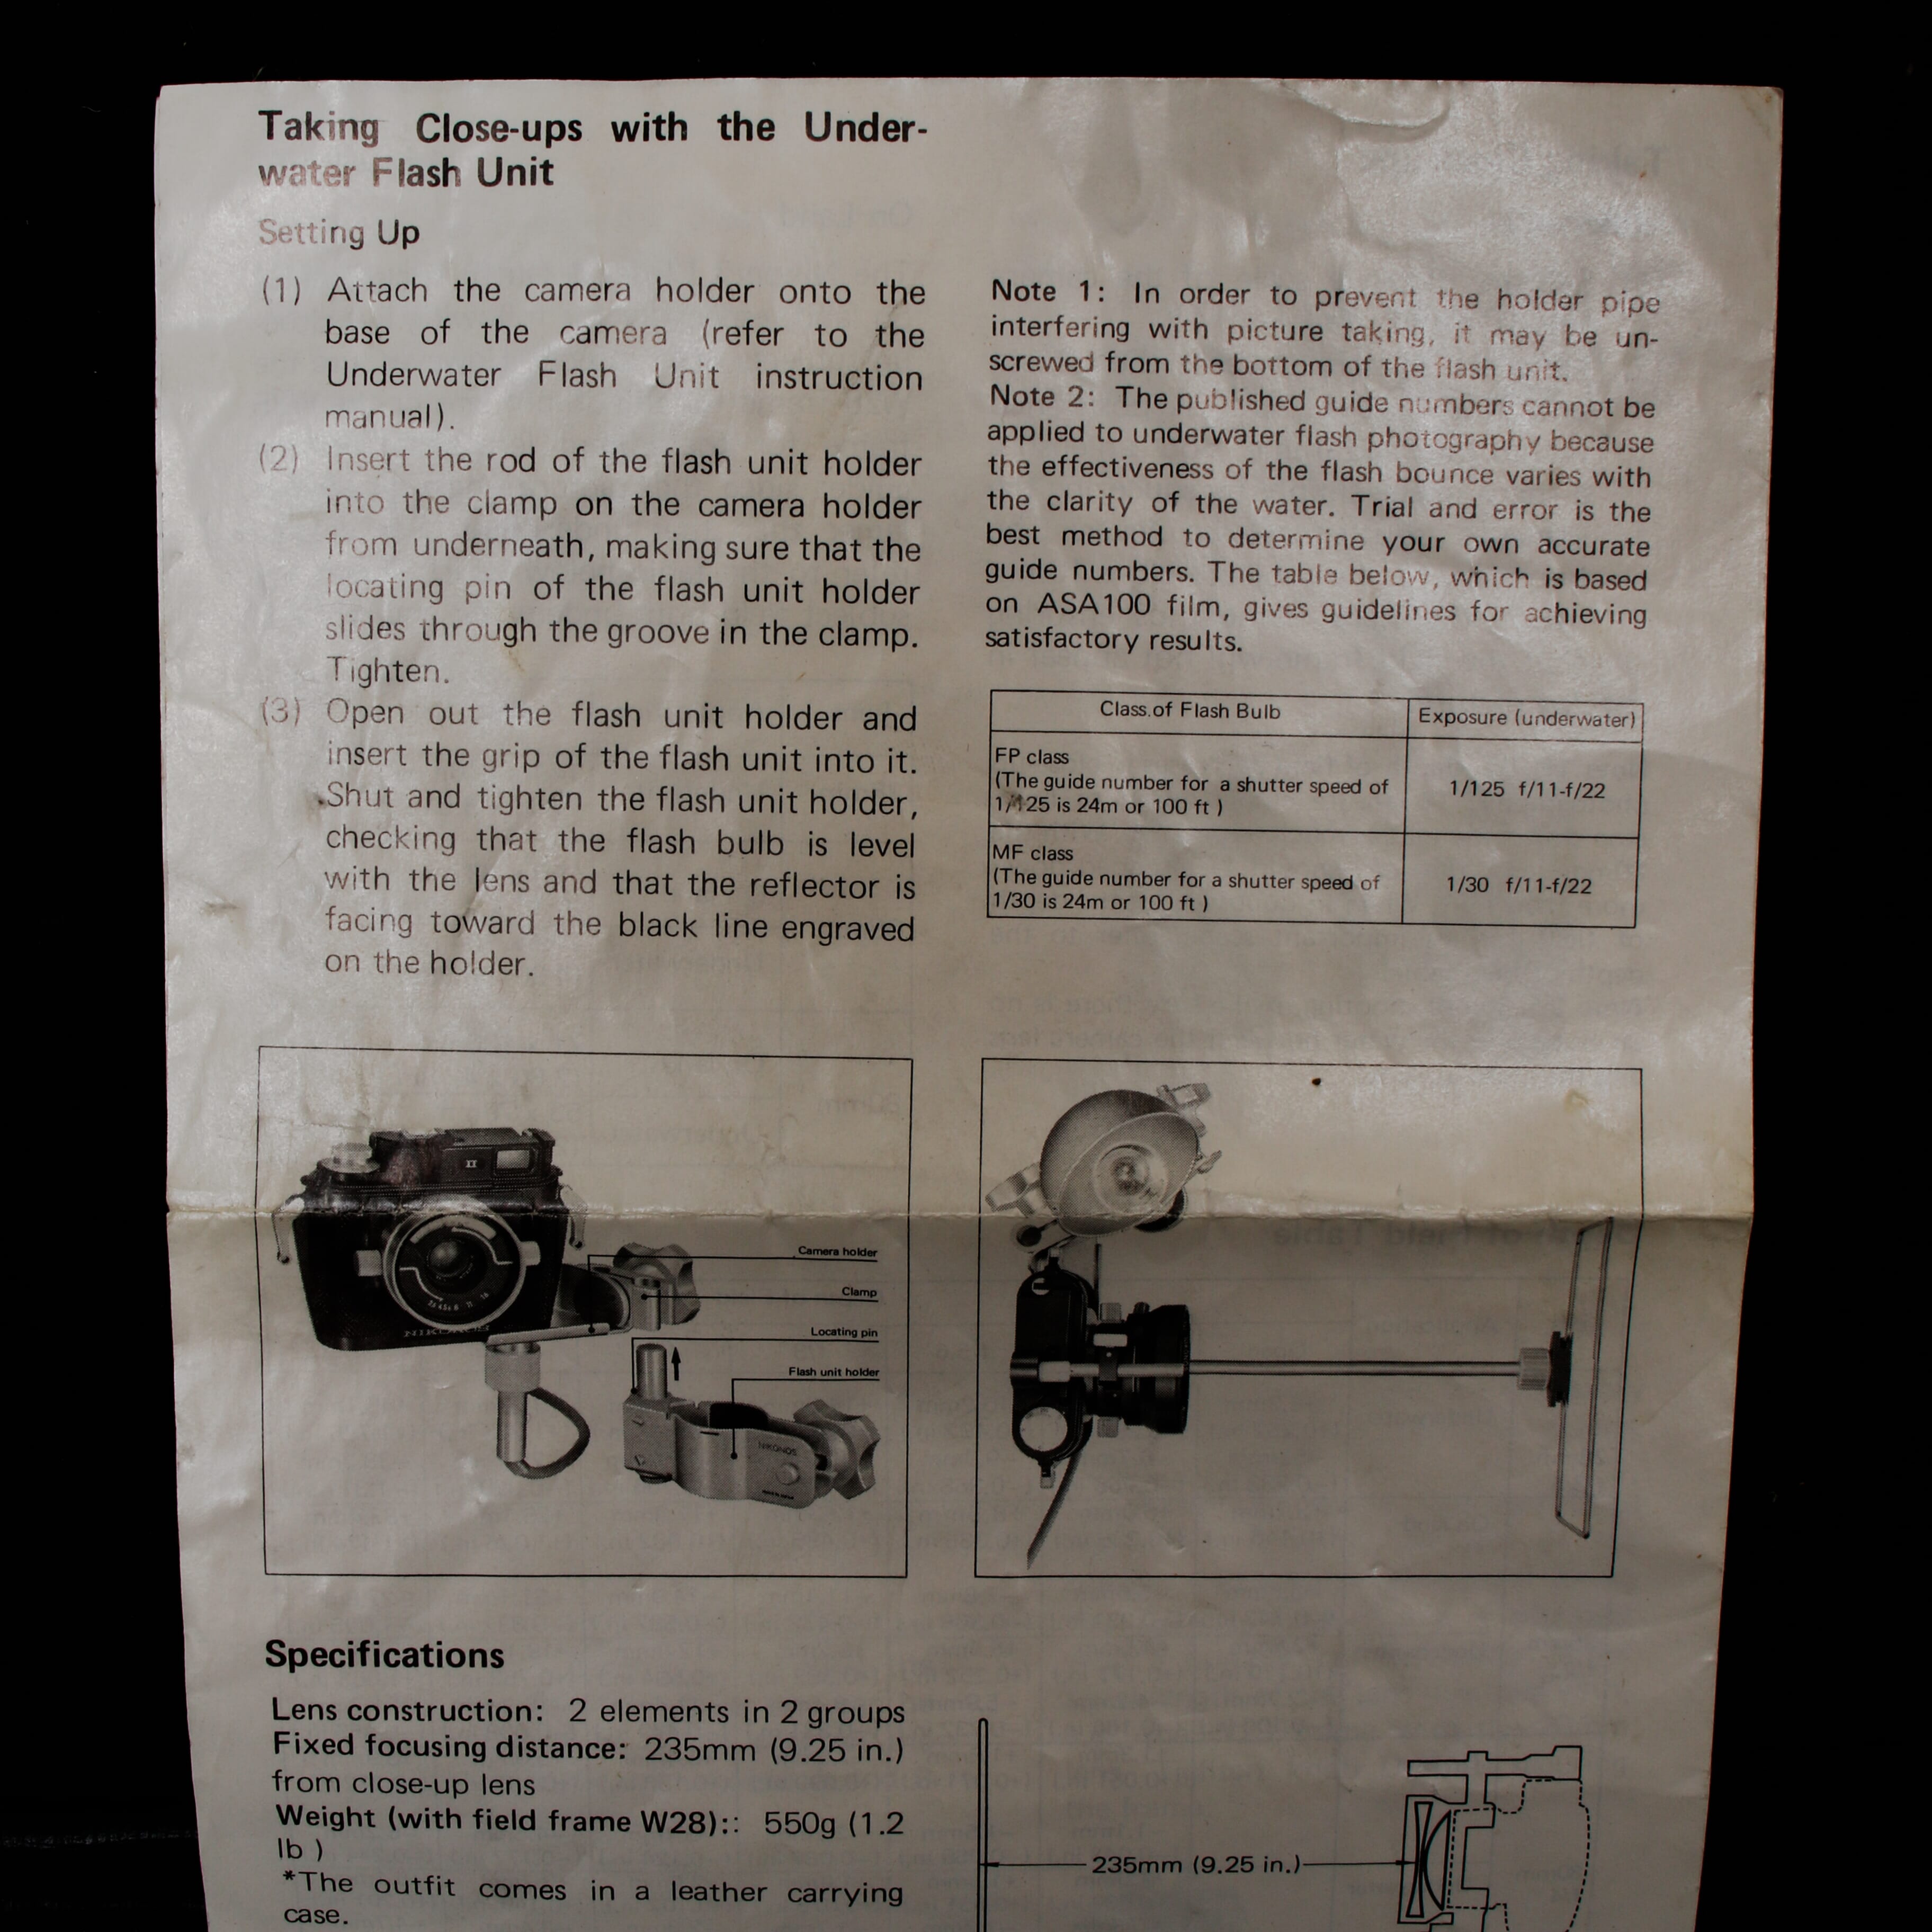 Taking Close-ups with the Under-
water Flash Unit
Setting Up
(1) Attach the camera holder onto the
base of the camera (refer to the
Underwater Flash Unit instruction
manual).
(2) Insert the rod of the flash unit holder
into the clamp on the camera holder
from underneath, making sure that the
locating pin of the flash unit holder
slides through the groove in the clamp.
Tighten.
(3) Open out the flash unit holder and
insert the grip of the flash unit into it.
Shut and tighten the flash unit holder,
checking that the flash bulb is level
with the lens and that the reflector is
facing toward the black line engraved
on the holder.
Note 1: In order to prevent the holder pipe
interfering with picture taking, it may be un-
screwed from the bottom of the flash unit.
Note 2: The published guide numbers cannot be
applied to underwater flash photography because
the effectiveness of the flash bounce varies with
the clarity of the water. Trial and error is the
best method to determine your own accurate
guide numbers. The table below, which is based
on ASA100 film, gives guidelines for achieving
satisfactory results.
Class of Flash Bulb
Exposure (underwater)
FP class
(The guide number for a shutter speed of
1/125 is 24m or 100 ft )
1/125 f/11-f/22
MF class
(The guide number for a shutter speed of
1/30 is 24m or 100 ft )
1/30 f/11-f/22
II
NIKONOS
Camera holder
Clamp
Locating pin
Flash unit holder
NIKONOS
Specifications
Lens construction: 2 elements in 2 groups
Fixed focusing distance: 235mm (9.25 in.)
from close-up lens
Weight (with field frame W28):: 550g (1.2
lb )
*The outfit comes in a leather carrying
case.
235mm (9.25 in.)